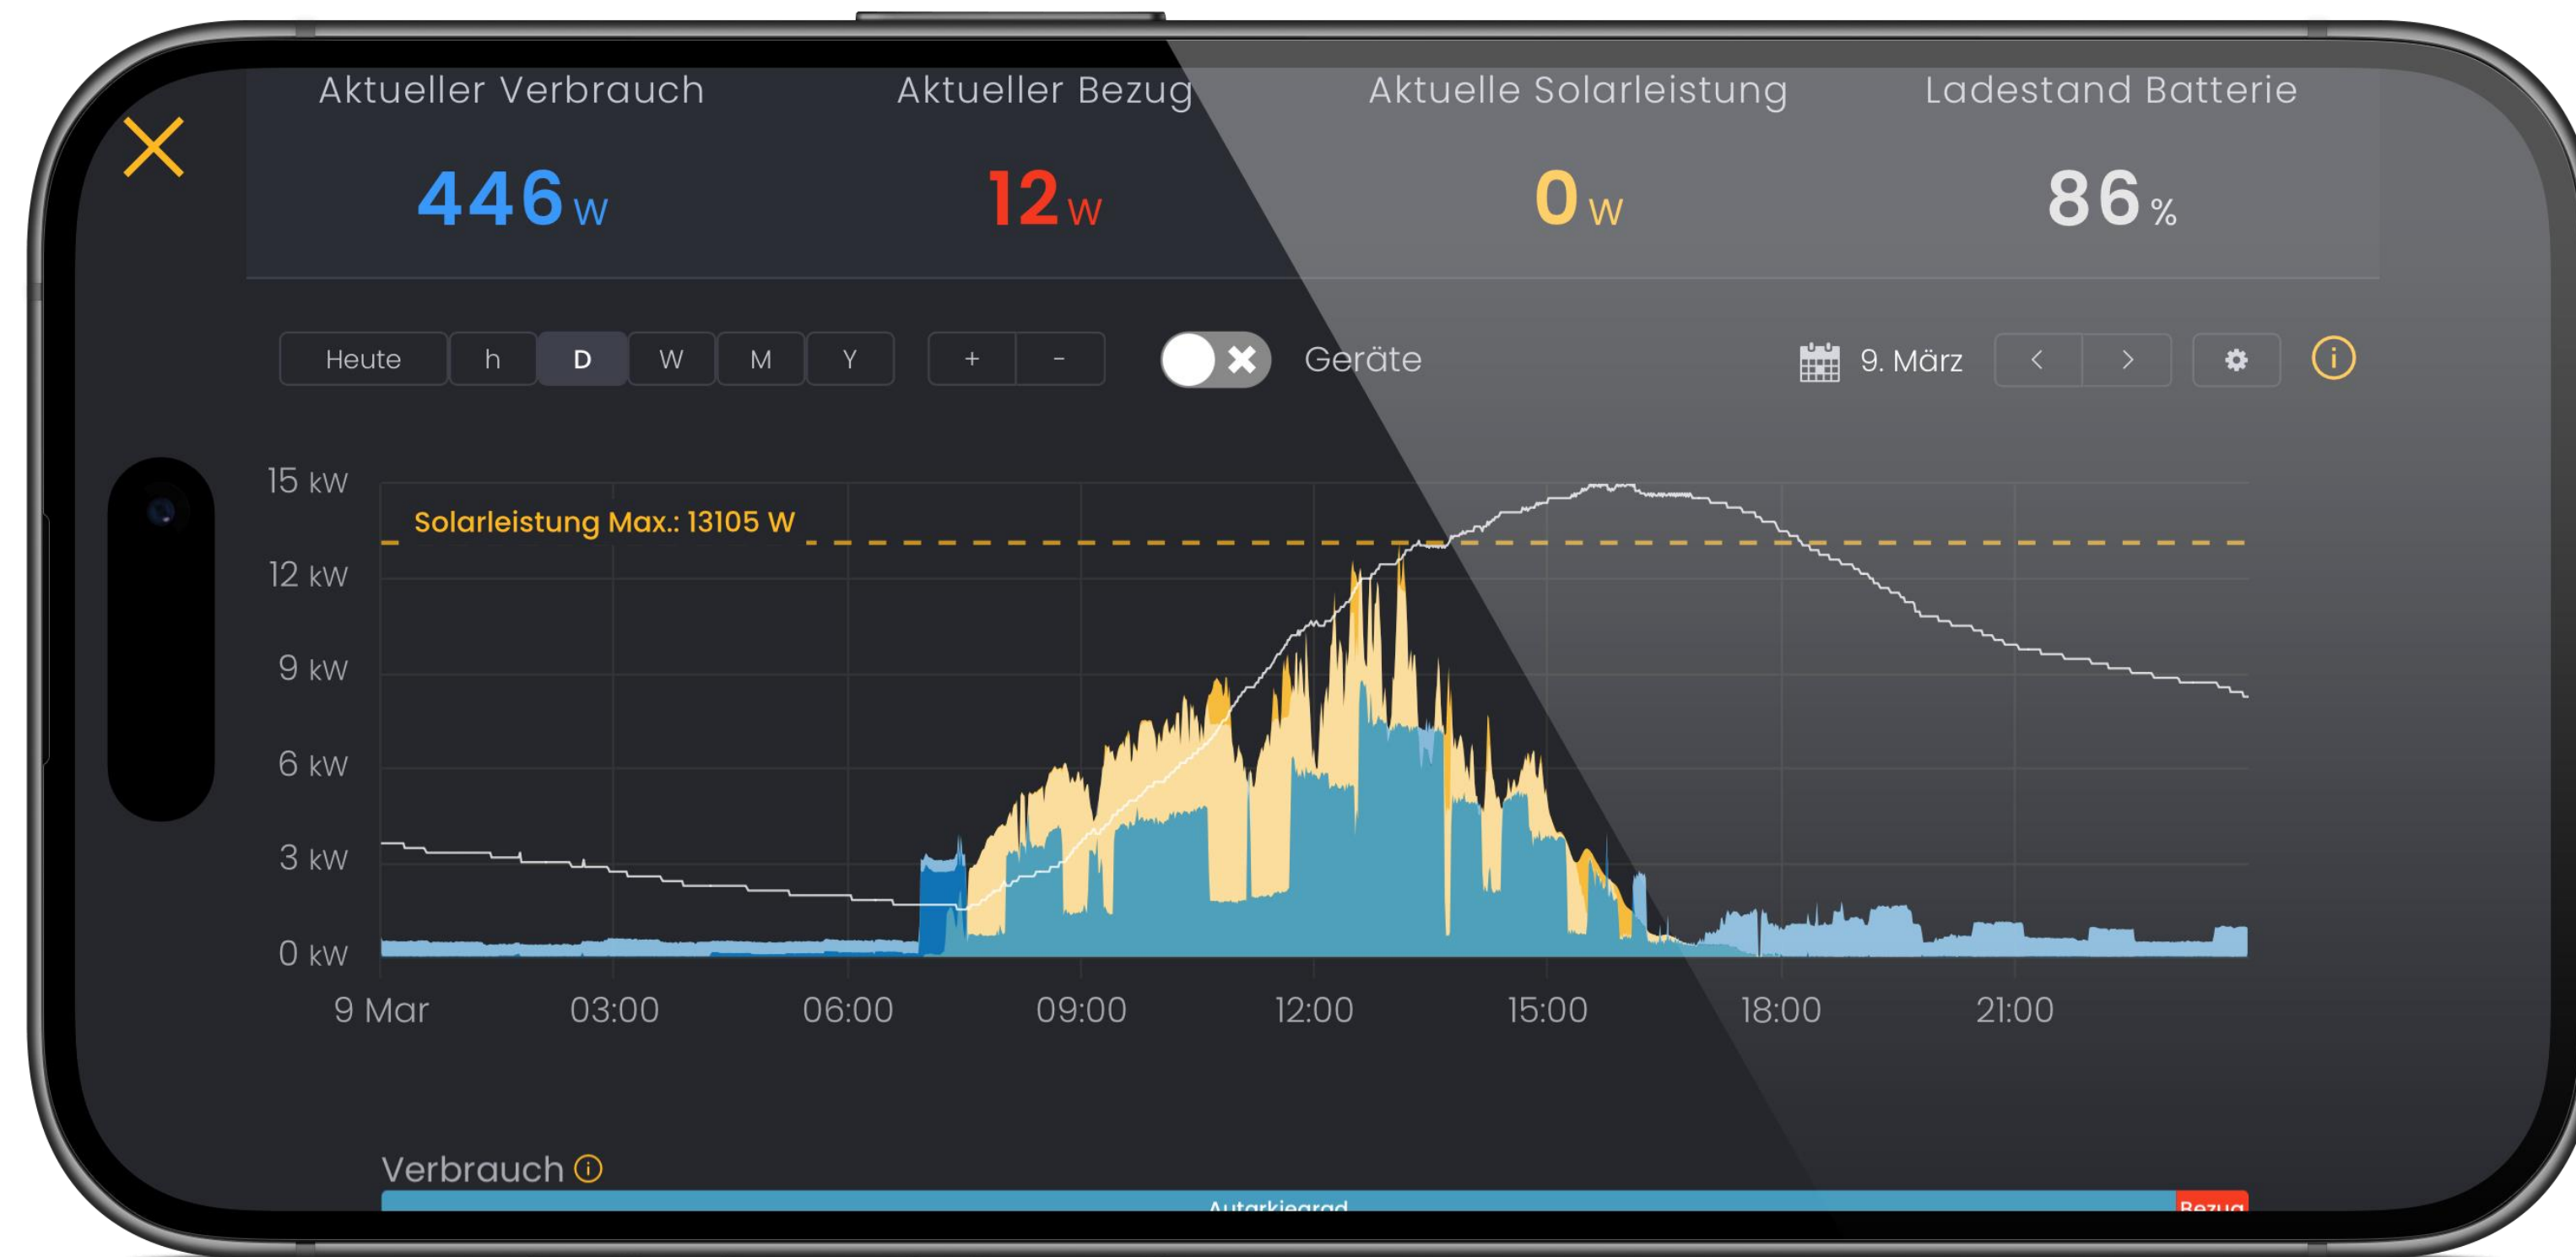 Aktueller Verbrauch
Aktueller Bezug
Aktuelle Solarleistung
Ladestand Batterie
446 W
12 W
0 W
86 %
Heute h D W M Y + - Geräte 9. März < >
15 kW
Solarleistung Max.: 13105 W
12 kW
9 kW
6 kW
3 kW
0 kW
9 Mar 03:00 06:00 09:00 12:00 15:00 18:00 21:00
Verbrauch
Autarkiegrad Bezug